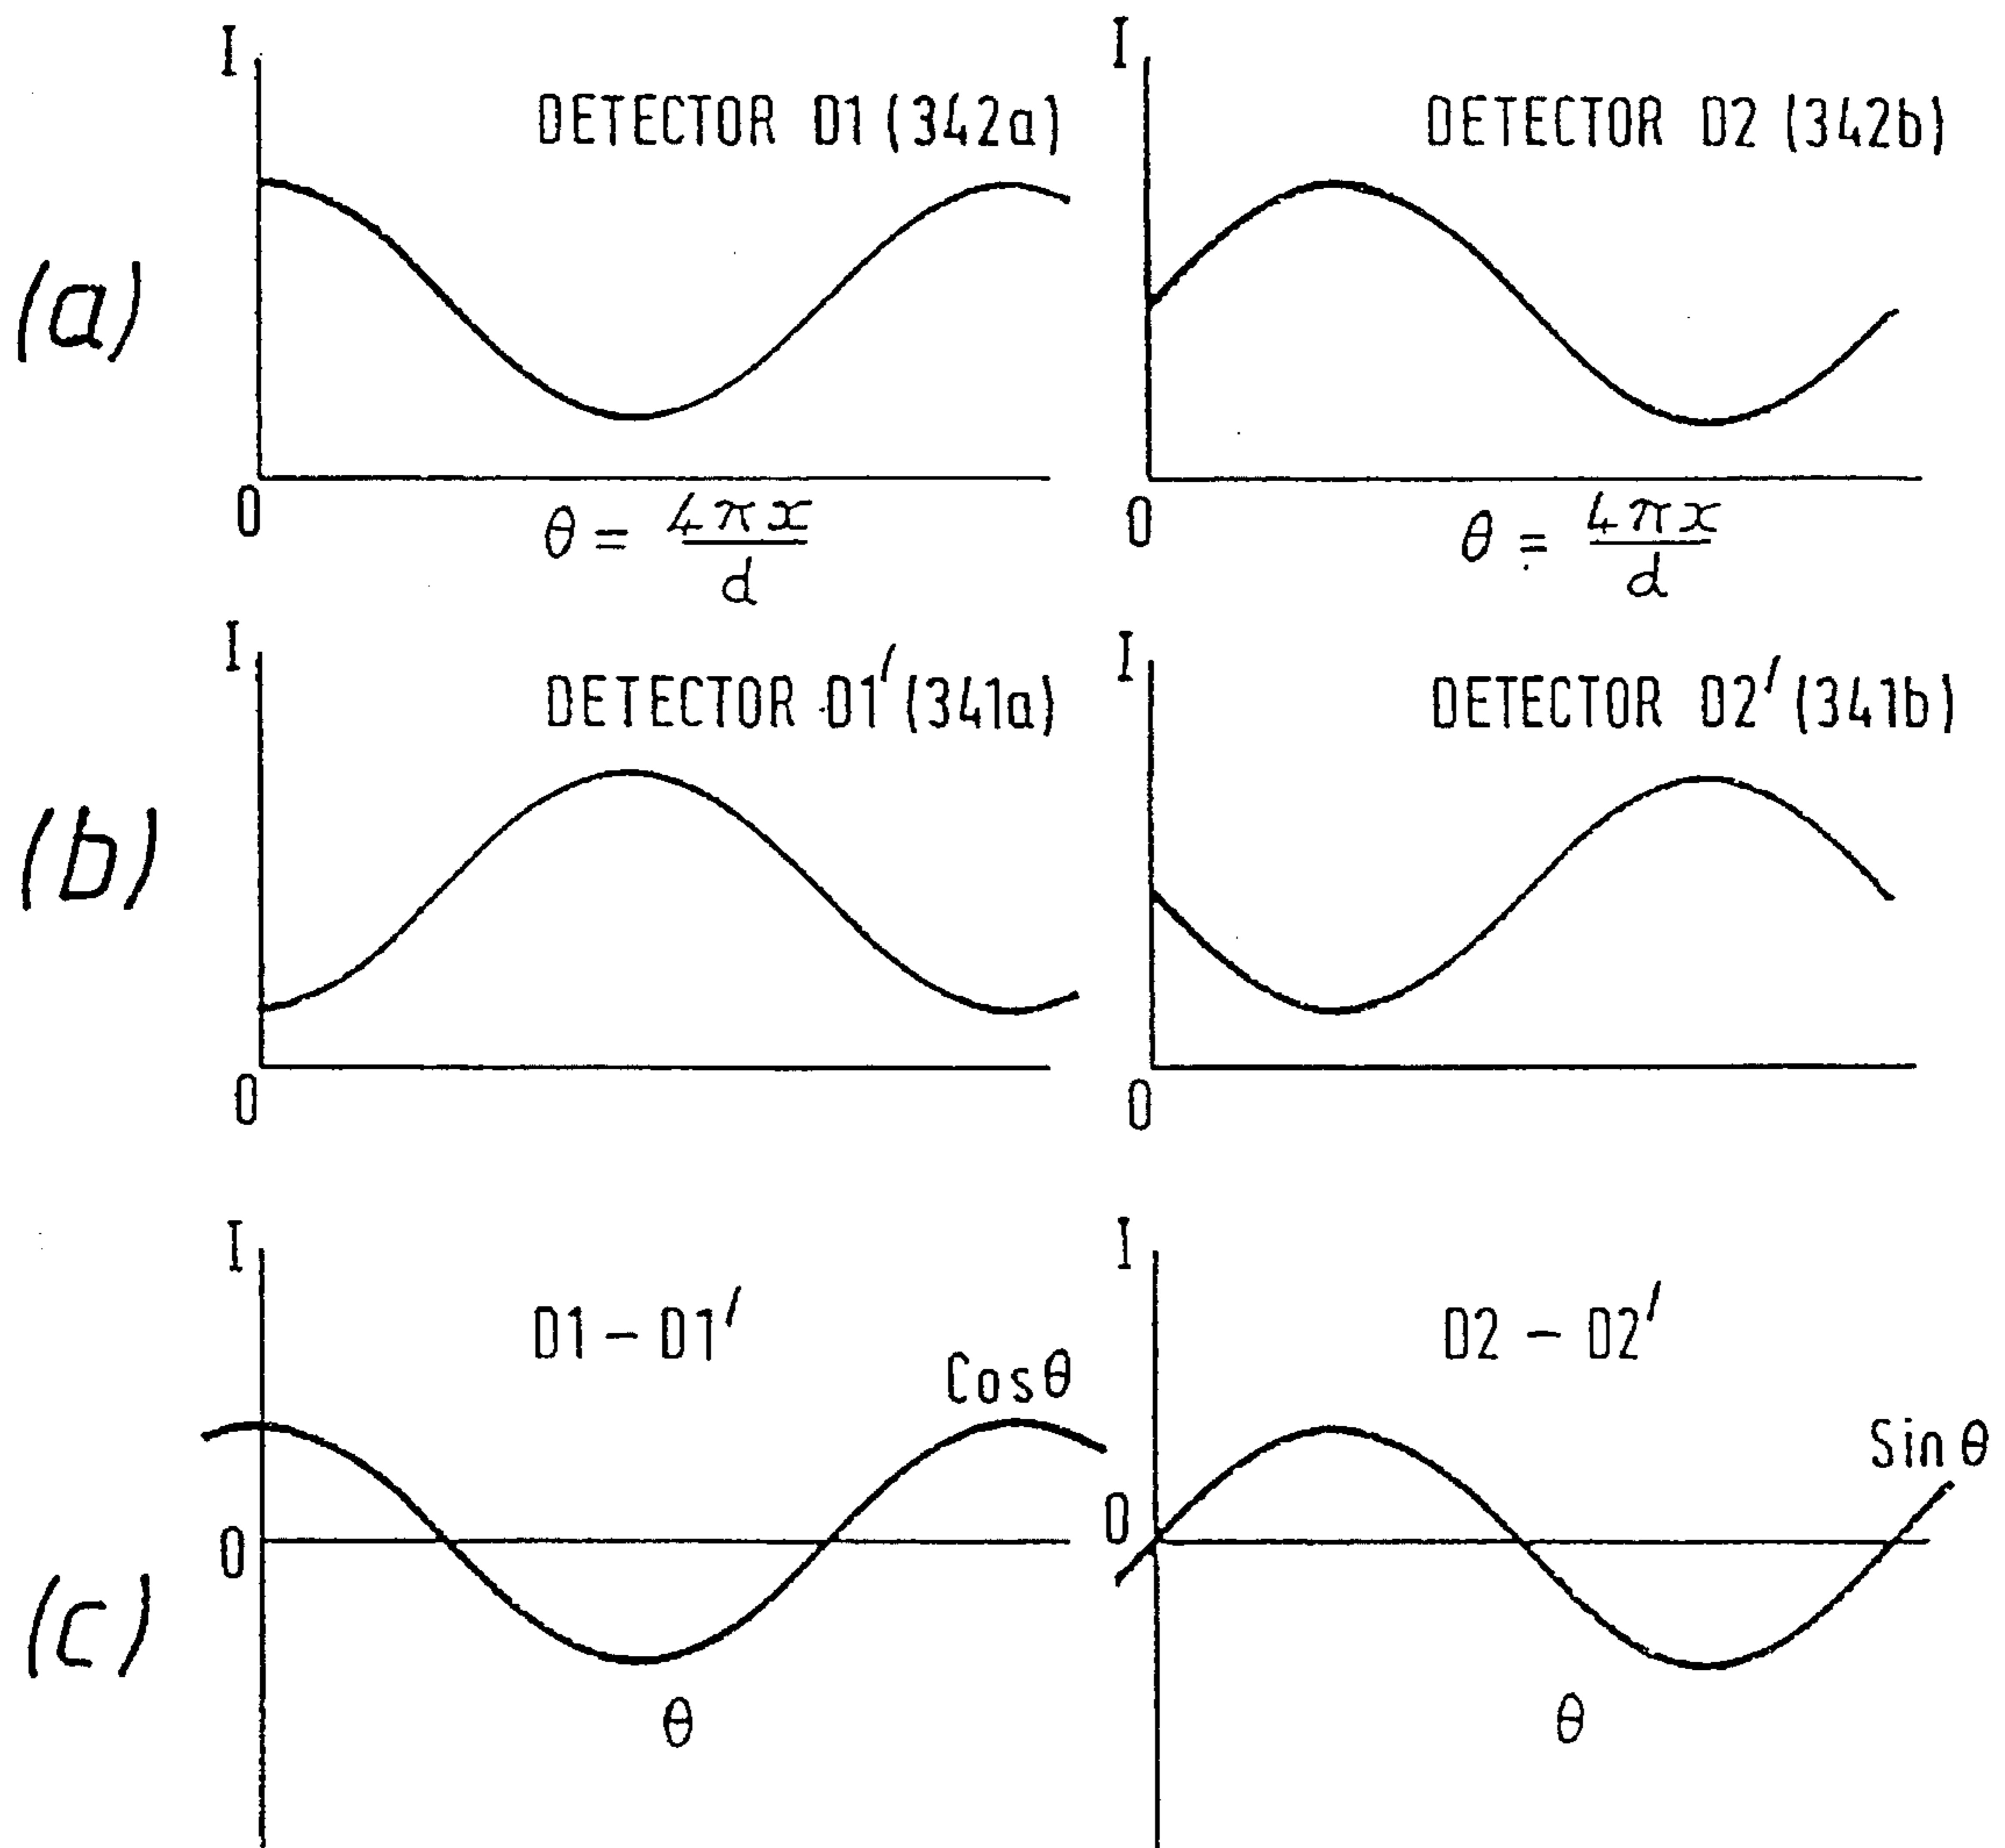 I
DETECTOR D1 (342a)
0
θ = 4πx
d
I
DETECTOR D2 (342b)
0
θ = 4πx
d
(a)
I
DETECTOR D1′ (341a)
0
I
DETECTOR D2′ (341b)
0
(b)
I
D1 – D1′
Cosθ
0
θ
I
D2 – D2′
Sin θ
0
θ
(c)